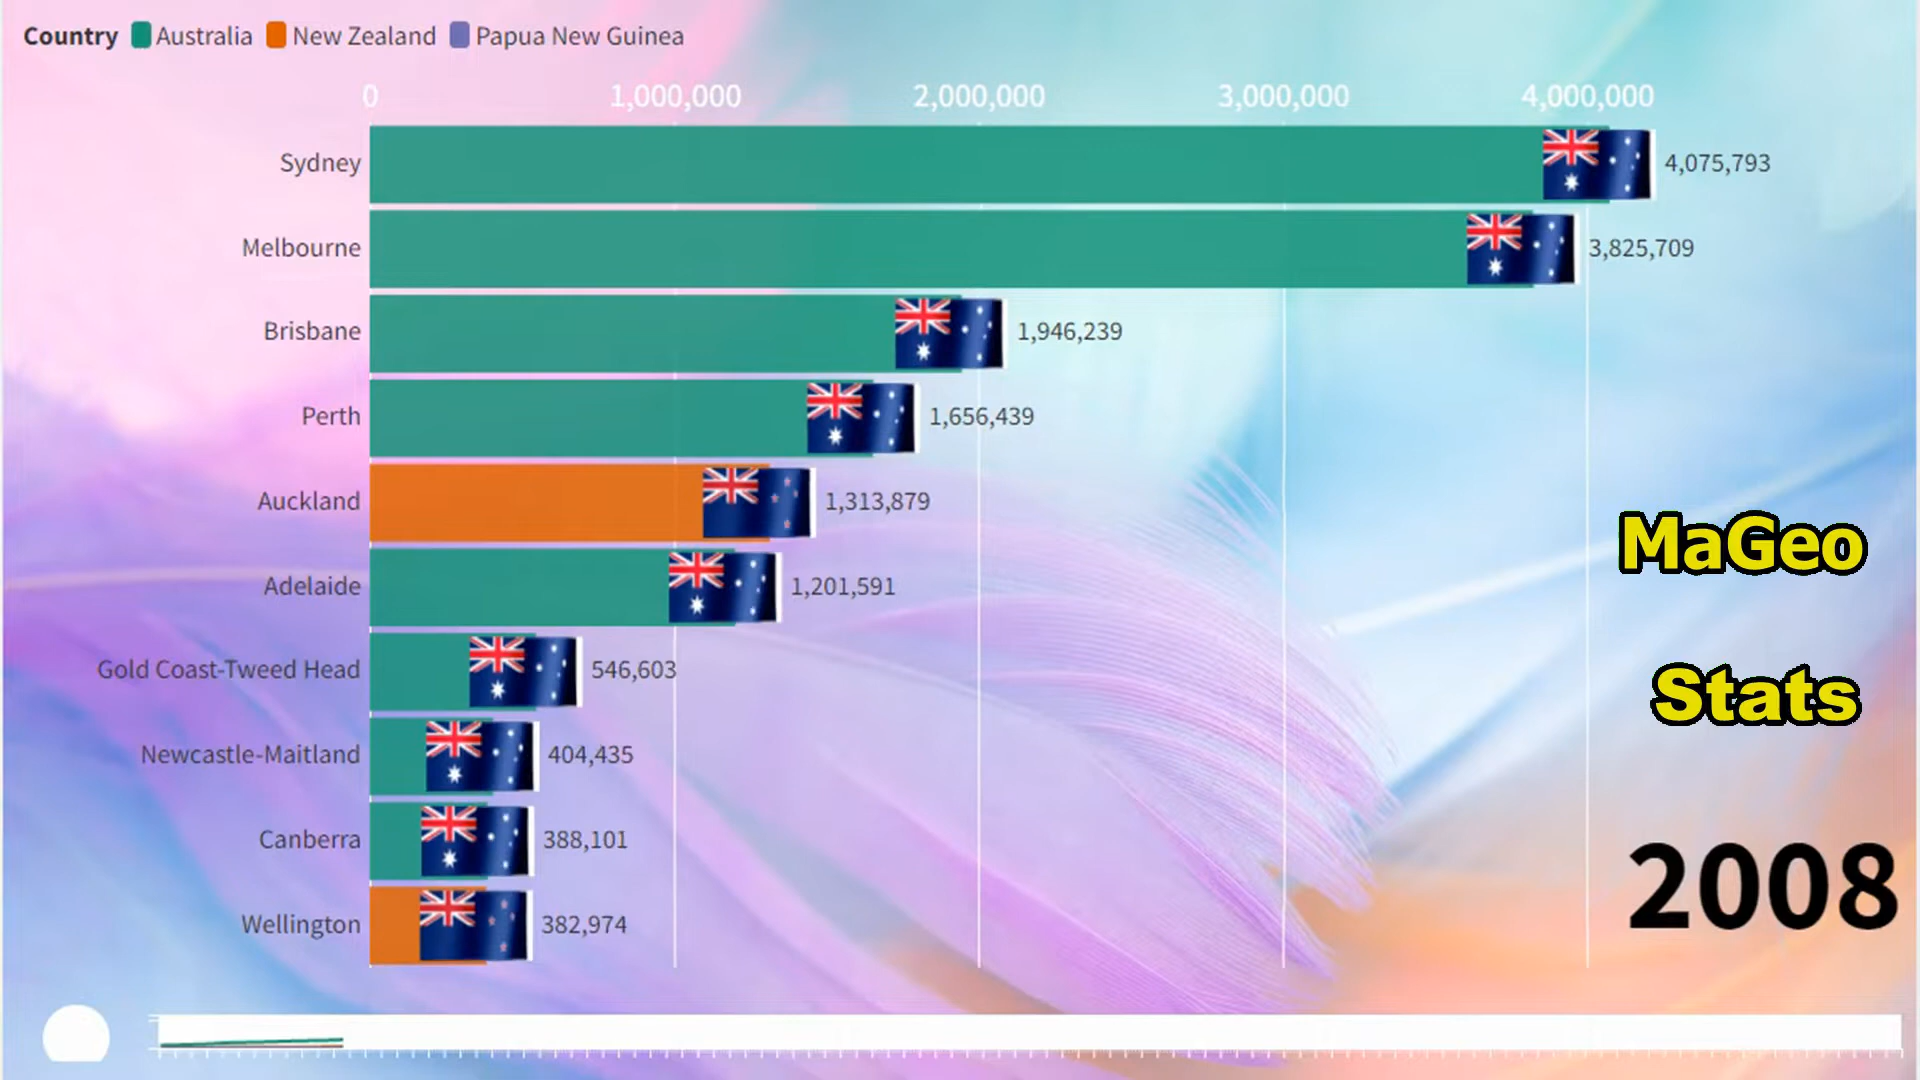 Country Australia New Zealand Papua New Guinea
0 1,000,000 2,000,000 3,000,000 4,000,000
Sydney 4,075,793
Melbourne 3,825,709
Brisbane 1,946,239
Perth 1,656,439
Auckland 1,313,879
Adelaide 1,201,591
Gold Coast-Tweed Head 546,603
Newcastle-Maitland 404,435
Canberra 388,101
Wellington 382,974
MaGeo
Stats
2008